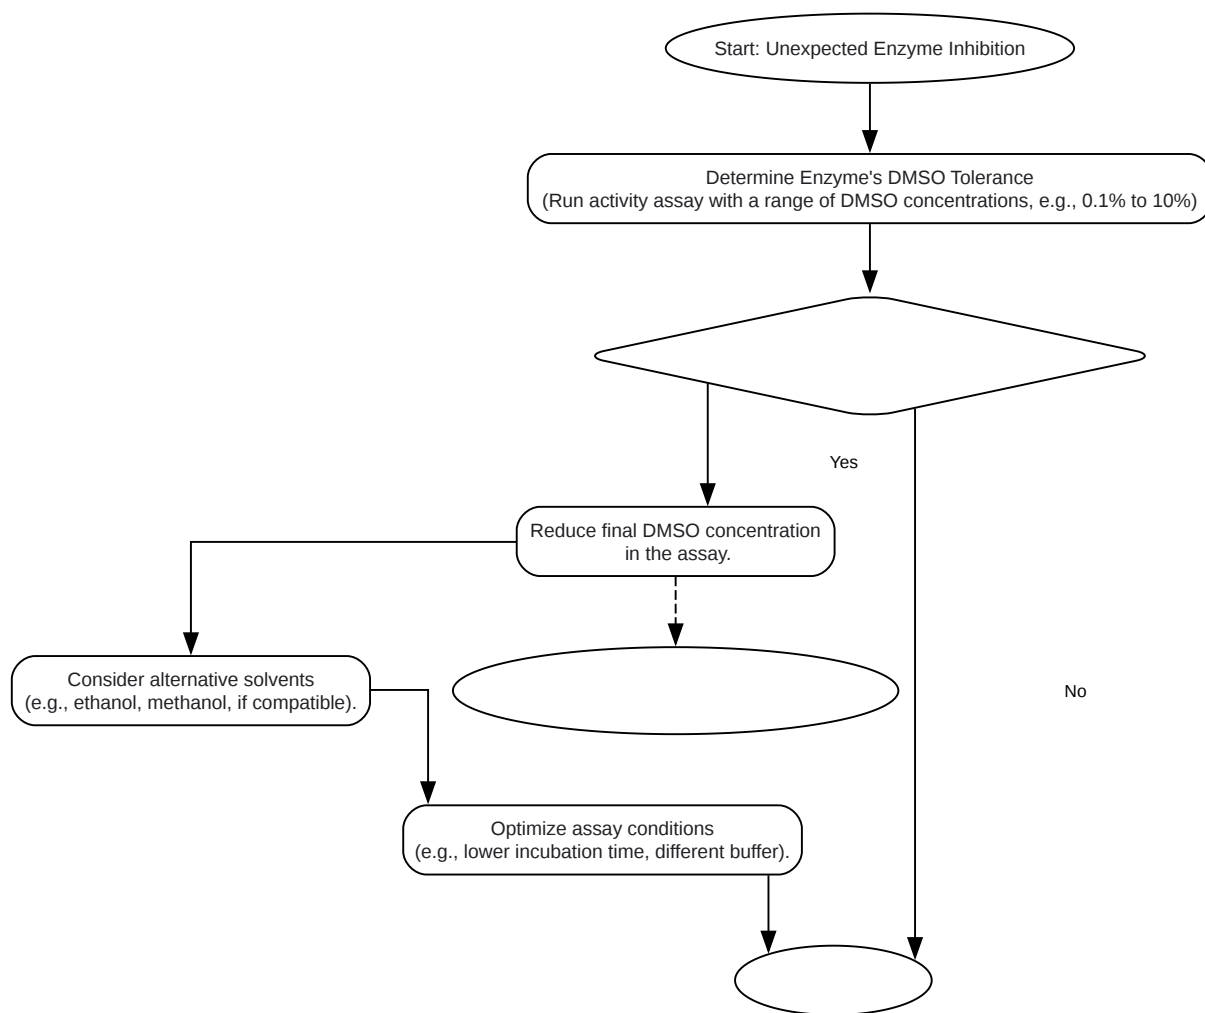 Start: Unexpected Enzyme Inhibition
Determine Enzyme's DMSO Tolerance
(Run activity assay with a range of DMSO concentrations, e.g., 0.1% to 10%)
Yes
Reduce final DMSO concentration
in the assay.
Consider alternative solvents
(e.g., ethanol, methanol, if compatible).
No
Optimize assay conditions
(e.g., lower incubation time, different buffer).